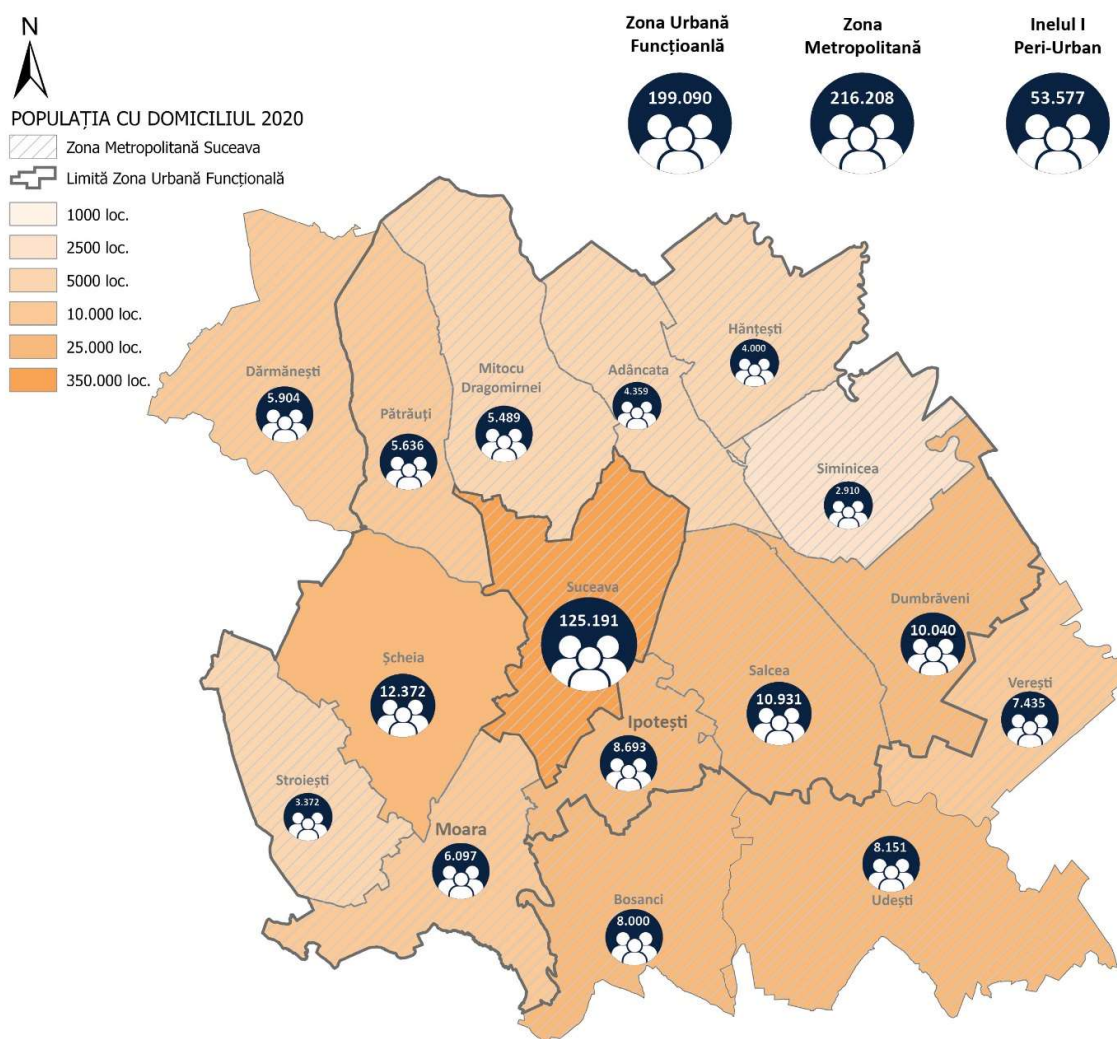 Zona Urbană
Funcțioanlă
199.090
Zona
Metropolitană
216.208
Inelul I
Peri-Urban
53.577
N
POPULAȚIA CU DOMICILIUL 2020
Zona Metropolitană Suceava
Limită Zona Urbană Funcțională
1000 loc.
2500 loc.
5000 loc.
10.000 loc.
25.000 loc.
350.000 loc.
Dărmănești
5.904
Pătrăuți
5.636
Mitocu
Dragomirnei
5.489
Adâncata
4.359
Hănțești
4.000
Siminicea
2.910
Suceava
125.191
Dumbrăveni
10.040
Șcheia
12.372
Salcea
10.931
Verești
7.435
Ipotești
8.693
Stroiești
3.372
Moara
6.097
8.151
Udești
Bosanci
8.000